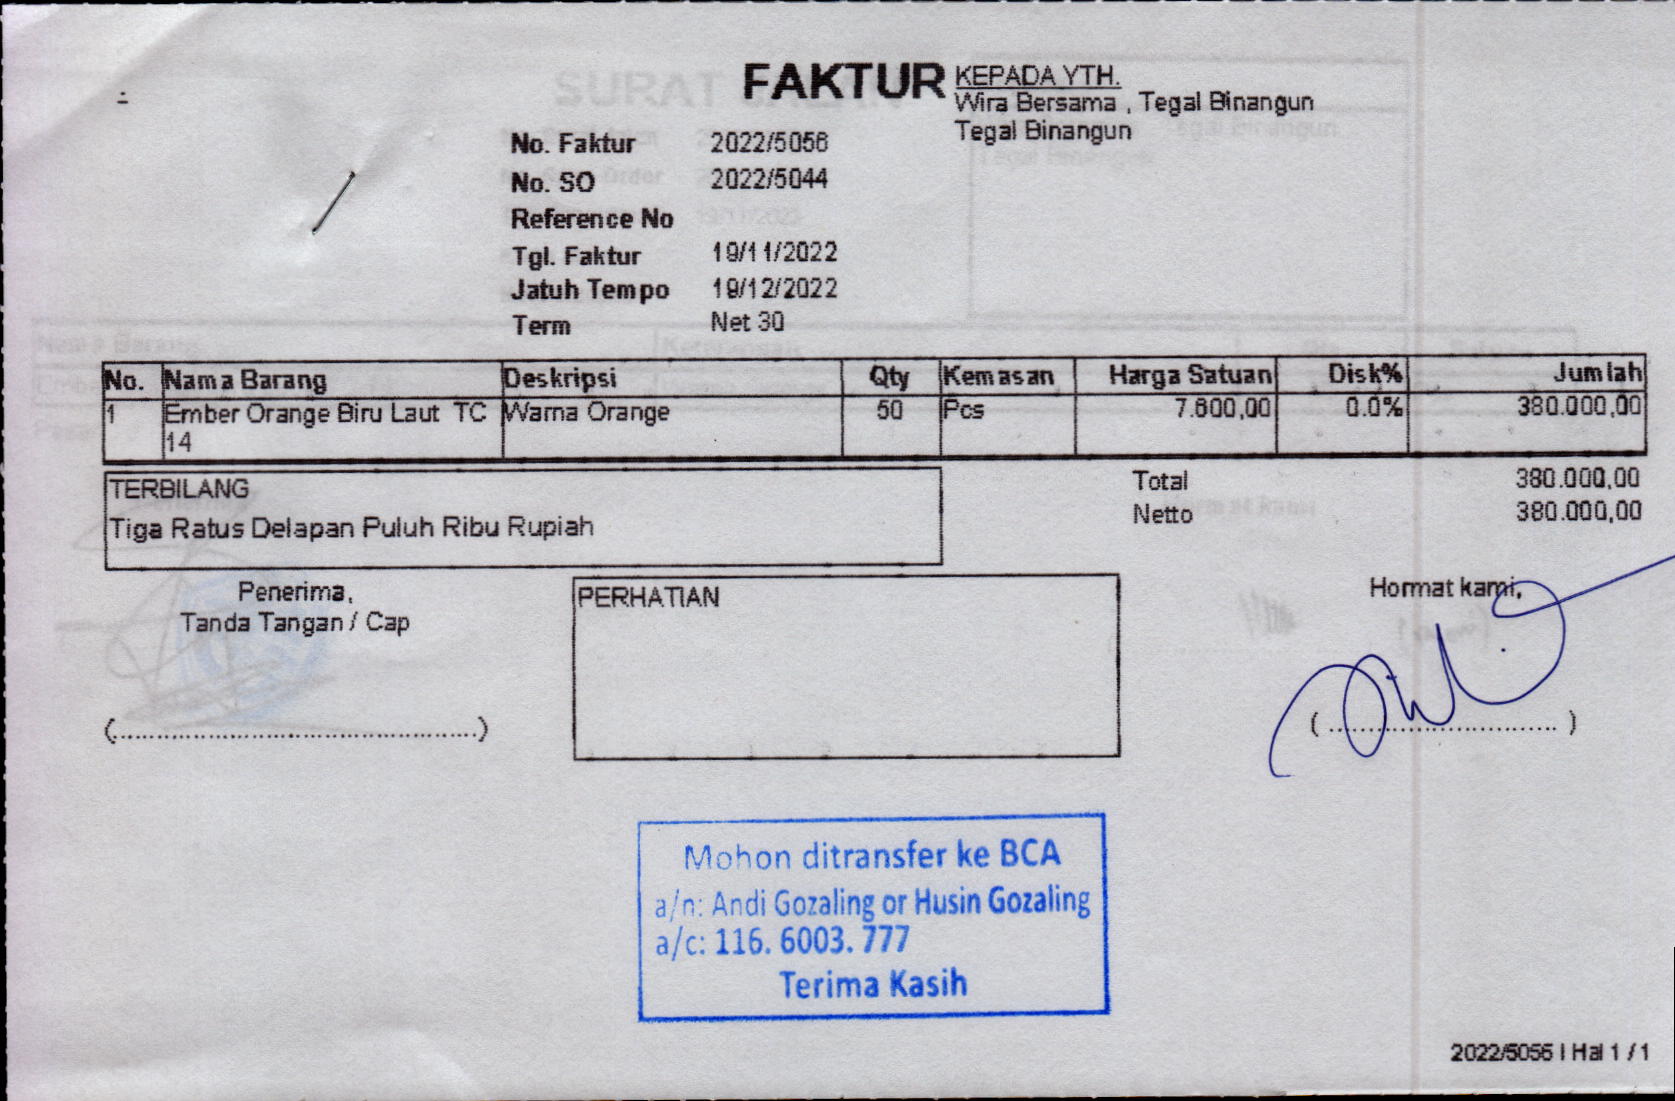 FAKTUR
KEPADA YTH.
Wira Bersama , Tegal Binangun
Tegal Binangun
No. Faktur 2022/5056
No. SO 2022/5044
Reference No
Tgl. Faktur 19/11/2022
Jatuh Tempo 19/12/2022
Term Net 30
No. Nama Barang Deskripsi Qty Kemasan Harga Satuan Disk% Jumlah
1 Ember Orange Biru Laut TC Warna Orange 50 Pcs 7.600,00 0.0% 380.000,00
14
TERBILANG
Tiga Ratus Delapan Puluh Ribu Rupiah
Total 380.000,00
Netto 380.000,00
Penerima,
Tanda Tangan / Cap
PERHATIAN
Hormat kami,
Mohon ditransfer ke BCA
a/n: Andi Gozaling or Husin Gozaling
a/c: 116. 6003. 777
Terima Kasih
2022/5056 | Hal 1 / 1